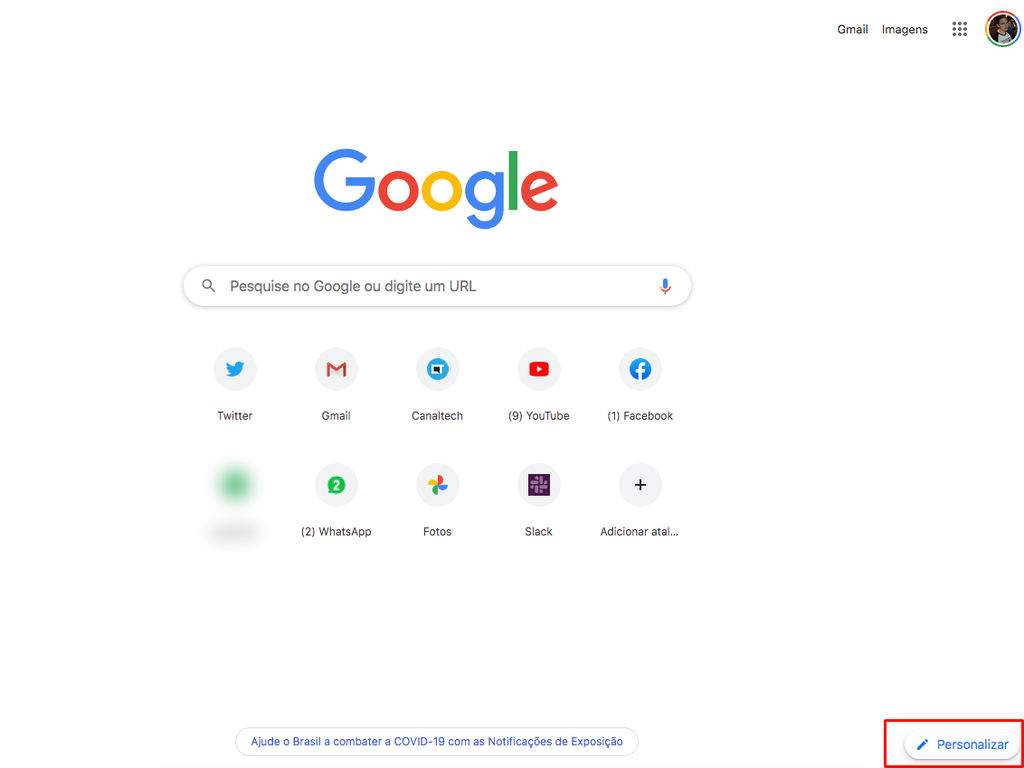 Gmail Imagens
Google
Pesquise no Google ou digite um URL
Twitter Gmail Canaltech (9) YouTube (1) Facebook
2
(2) WhatsApp Fotos Slack Adicionar atal...
Ajude o Brasil a combater a COVID-19 com as Notificações de Exposição
Personalizar